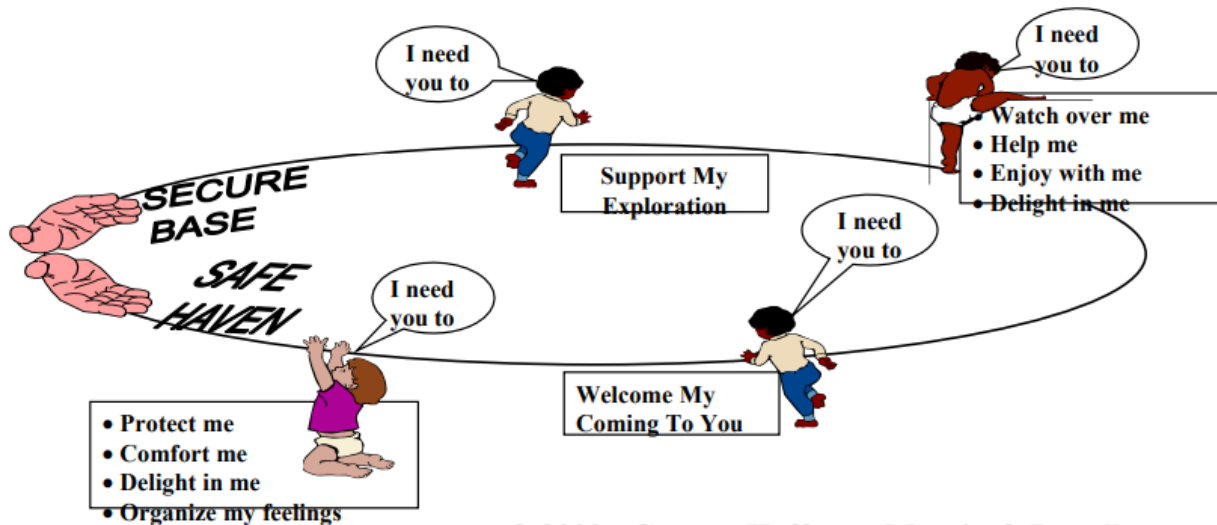 I need
you to
I need
you to
• Watch over me
• Help me
• Enjoy with me
• Delight in me
SECURE
BASE
Support My
Exploration
I need
you to
SAFE
HAVEN
I need
you to
Welcome My
Coming To You
• Protect me
• Comfort me
• Delight in me
• Organize my feelings